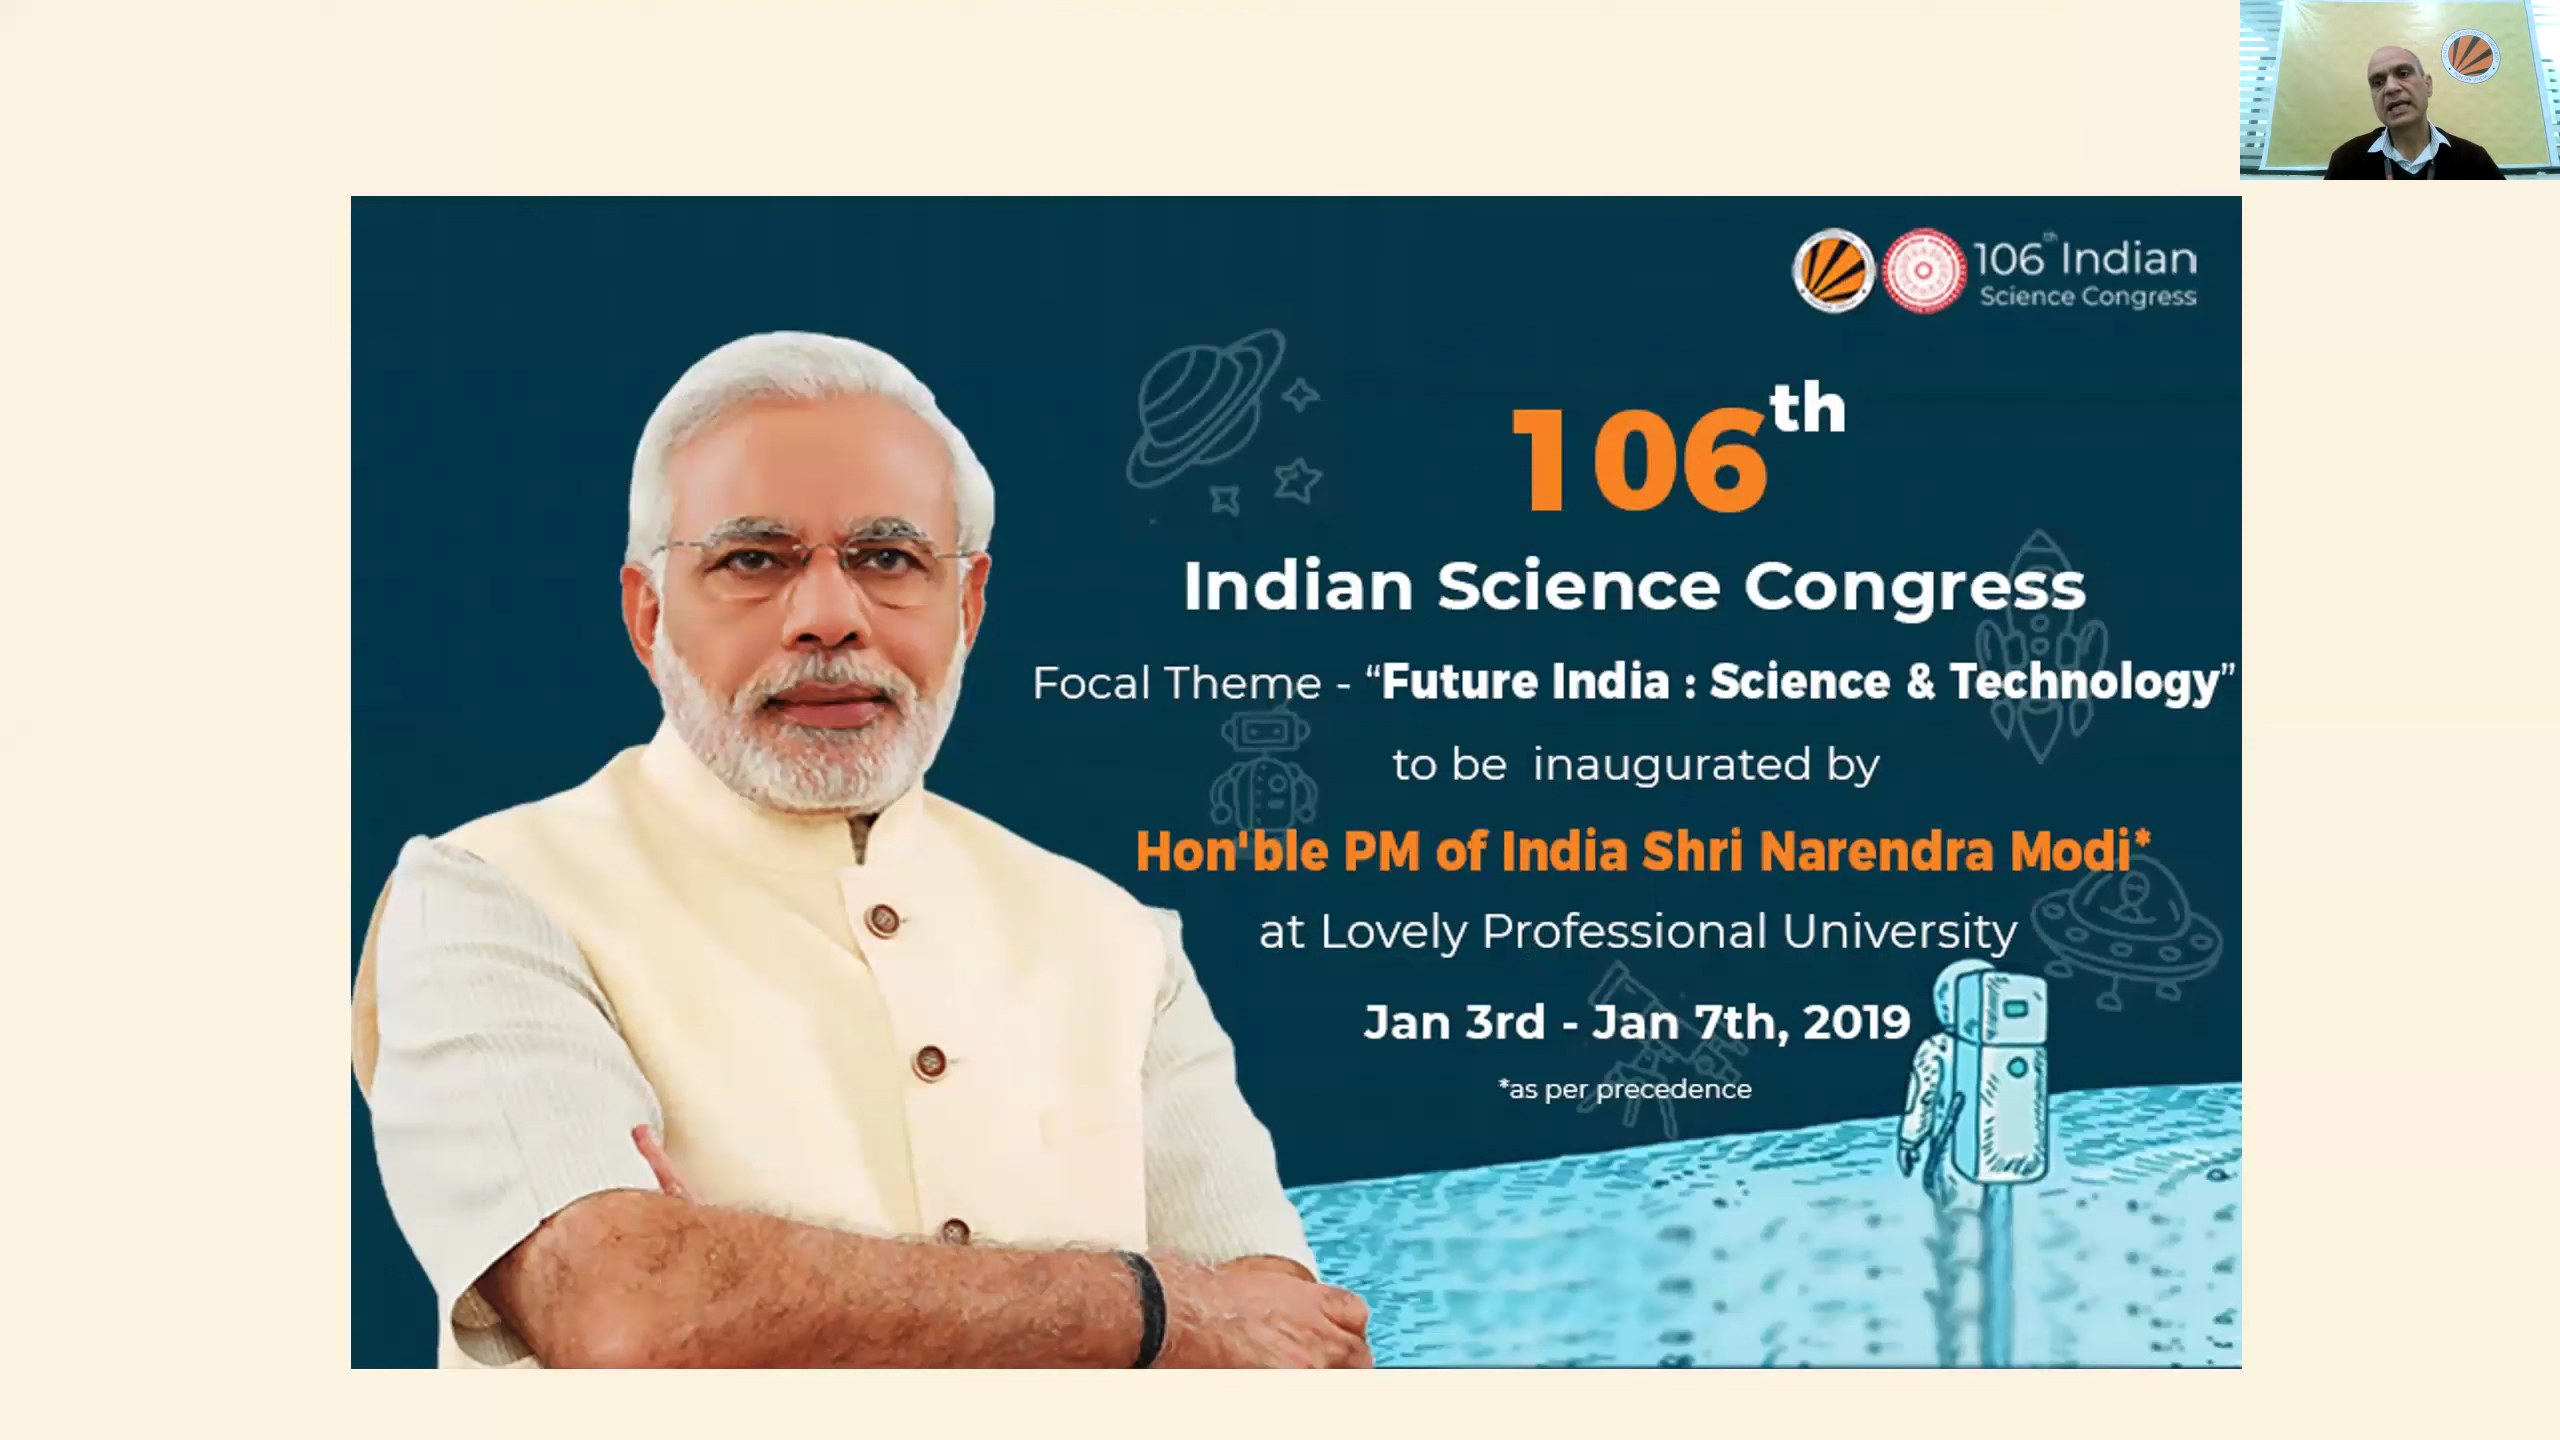 106th Indian
Science Congress
106th
Indian Science Congress
Focal Theme - “Future India : Science & Technology”
to be inaugurated by
Hon'ble PM of India Shri Narendra Modi*
at Lovely Professional University
Jan 3rd - Jan 7th, 2019
*as per precedence